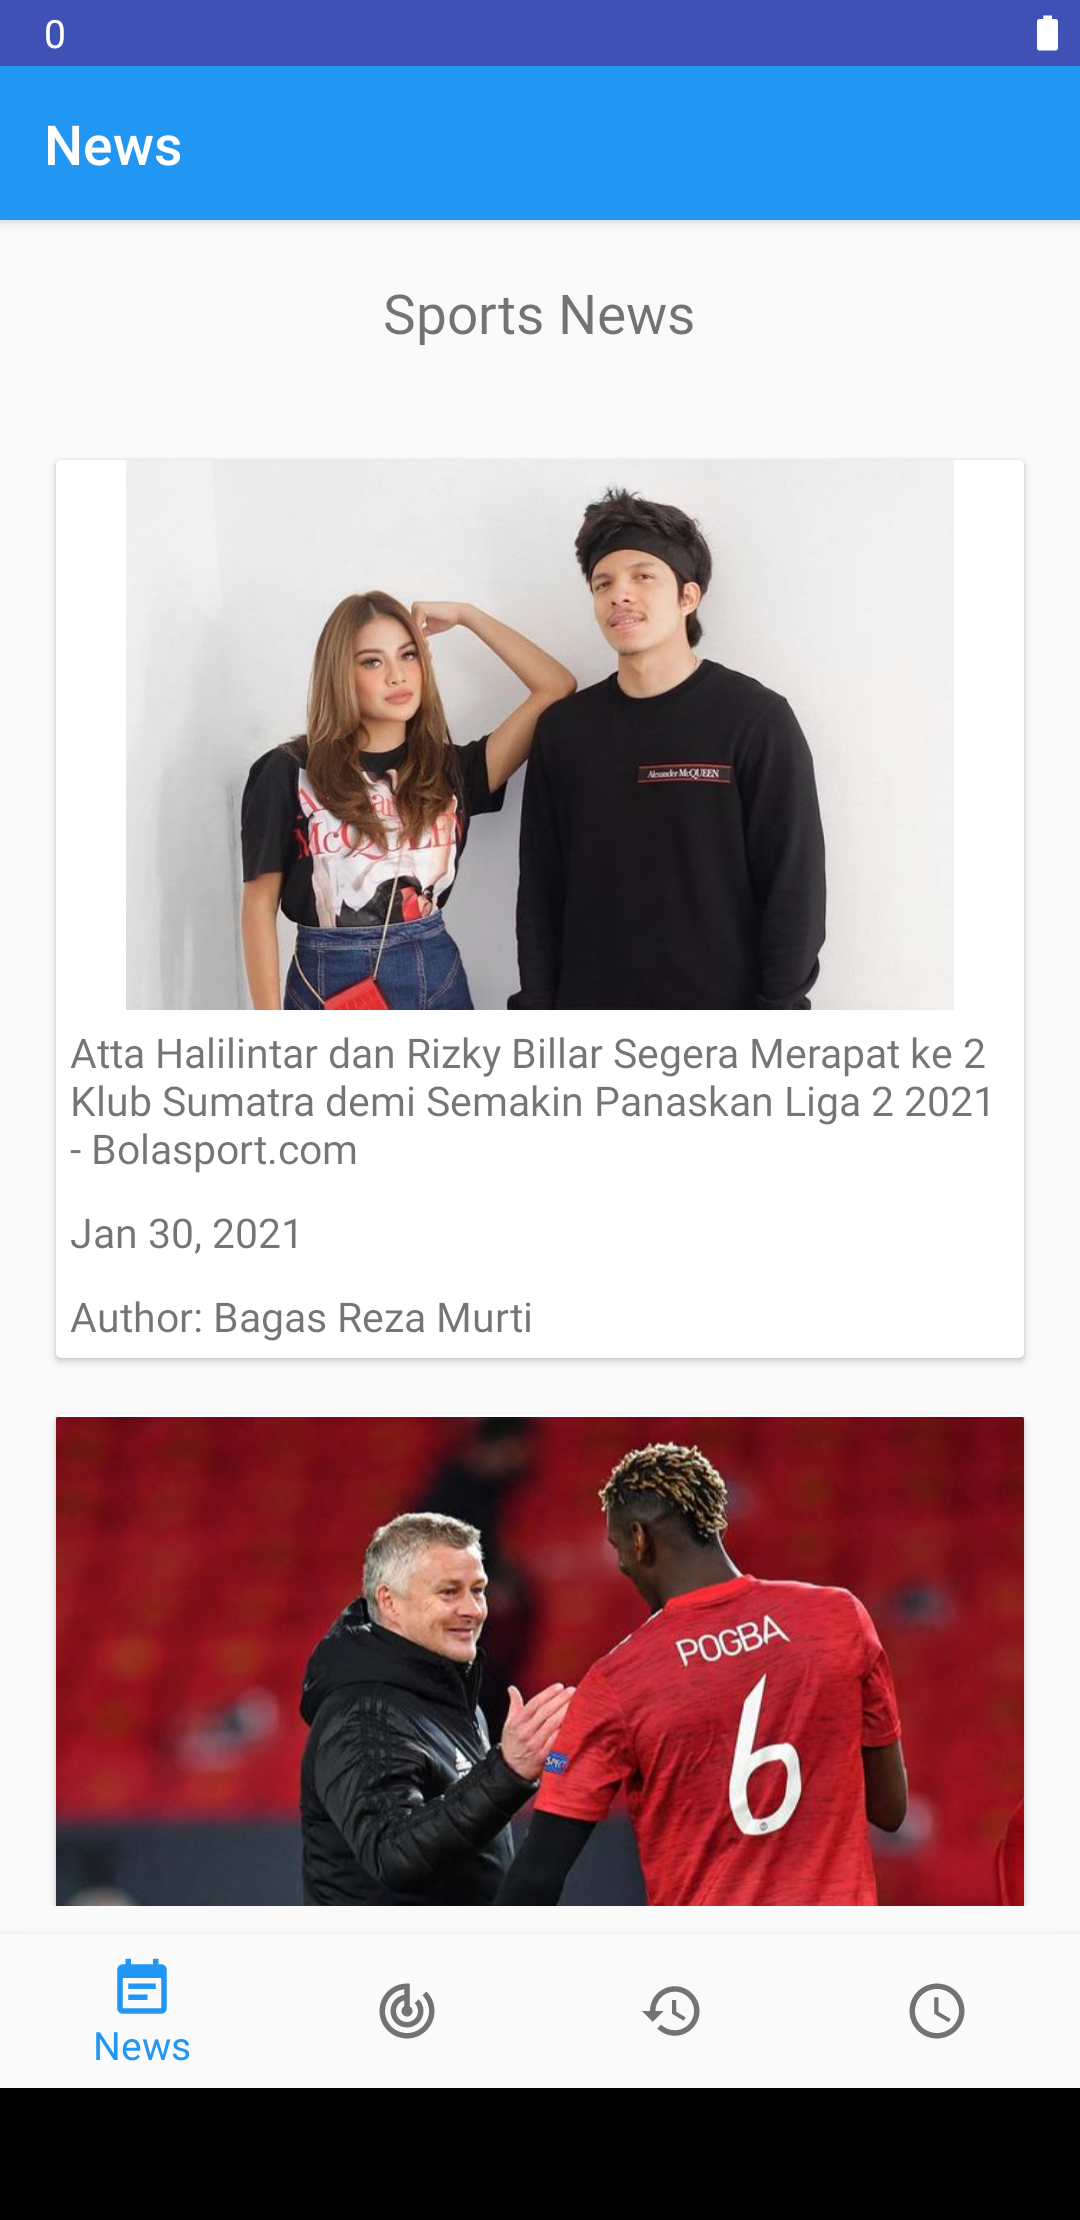 0
News
Sports News
Alexander McQUEEN
McQUEEN
Atta Halilintar dan Rizky Billar Segera Merapat ke 2
Klub Sumatra demi Semakin Panaskan Liga 2 2021
- Bolasport.com
Jan 30, 2021
Author: Bagas Reza Murti
POGBA
6
News